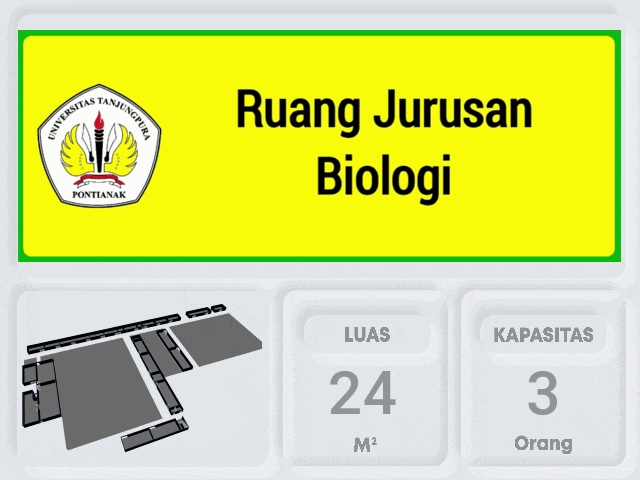 UNIVERSITAS TANJUNGPURA
PONTIANAK
Ruang Jurusan
Biologi
LUAS
24
M²
KAPASITAS
3
Orang